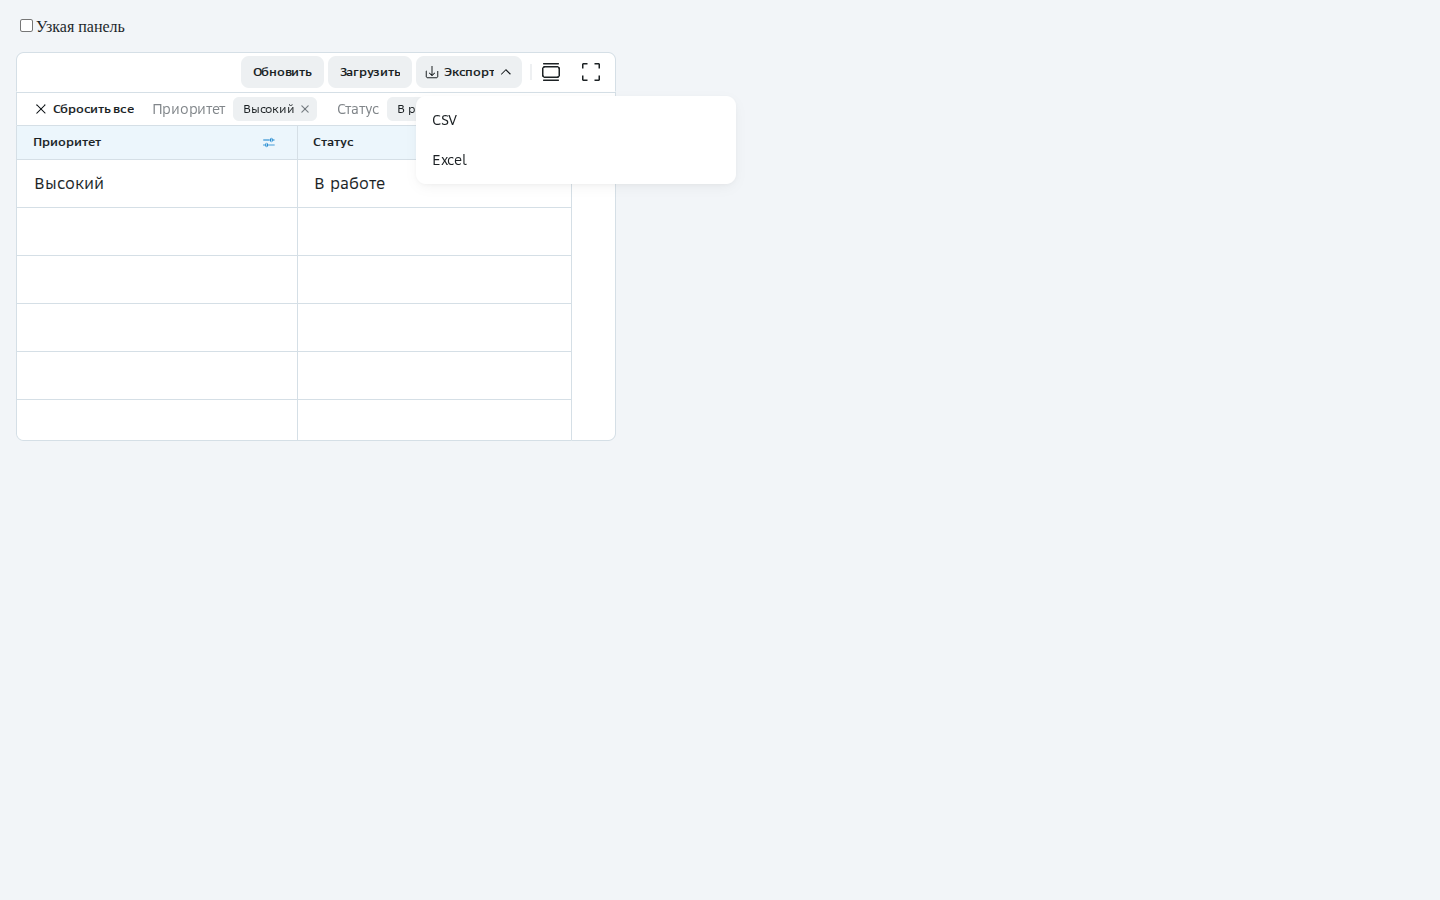 Узкая панель
Обновить Загрузить Экспорт
Сбросить все Приоритет Высокий Статус
CSV
Приоритет Статус
Excel
Высокий В работе